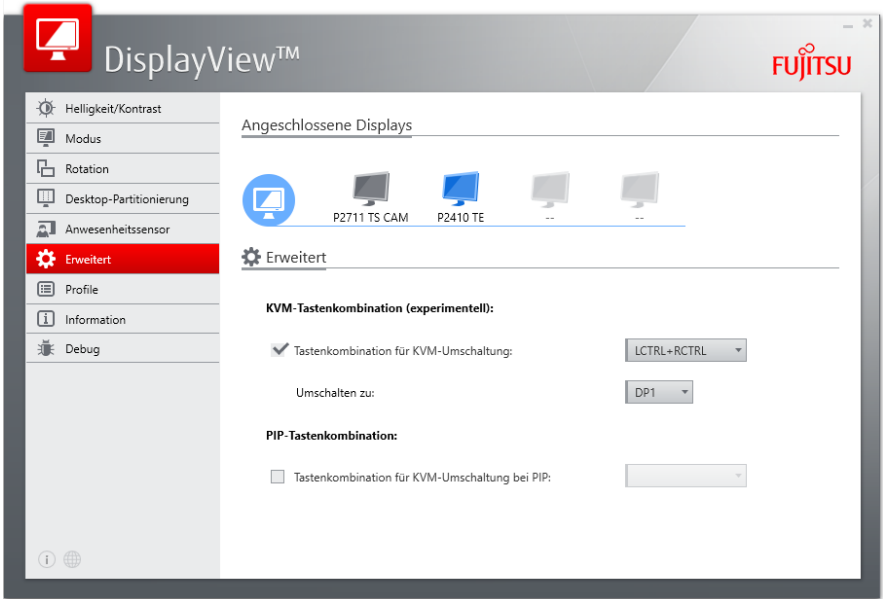 DisplayView™
FUJITSU
Helligkeit/Kontrast
Modus
Rotation
Desktop-Partitionierung
Anwesenheitssensor
Erweitert
Profile
Information
Debug
Angeschlossene Displays
P2711 TS CAM
P2410 TE
--
--
Erweitert
KVM-Tastenkombination (experimentell):
Tastenkombination für KVM-Umschaltung:
LCTRL+RCTRL
Umschalten zu:
DP1
PIP-Tastenkombination:
Tastenkombination für KVM-Umschaltung bei PIP: